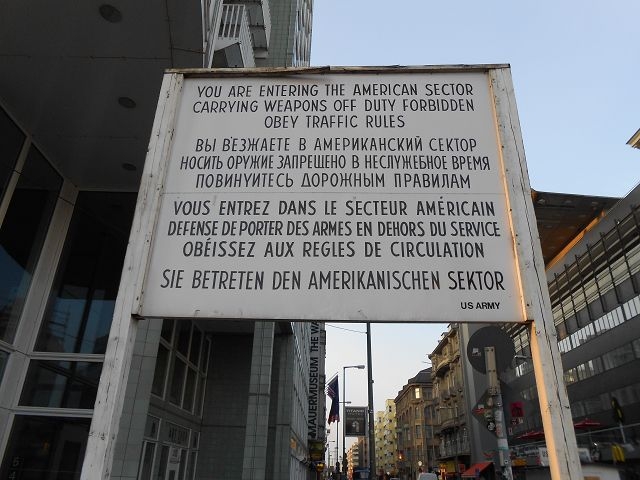 YOU ARE ENTERING THE AMERICAN SECTOR
CARRYING WEAPONS OFF DUTY FORBIDDEN
OBEY TRAFFIC RULES
ВЫ ВЪЕЗЖАЕТЕ В АМЕРИКАНСКИЙ СЕКТОР
НОСИТЬ ОРУЖИЕ ЗАПРЕЩЕНО В НЕСЛУЖЕБНОЕ ВРЕМЯ
ПОВИНУЙТЕСЬ ДОРОЖНЫМ ПРАВИЛАМ
VOUS ENTREZ DANS LE SECTEUR AMÉRICAIN
DEFENSE DE PORTER DES ARMES EN DEHORS DU SERVICE
OBÉISSEZ AUX REGLES DE CIRCULATION
SIE BETRETEN DEN AMERIKANISCHEN SEKTOR
US ARMY
MAUERMUSEUM